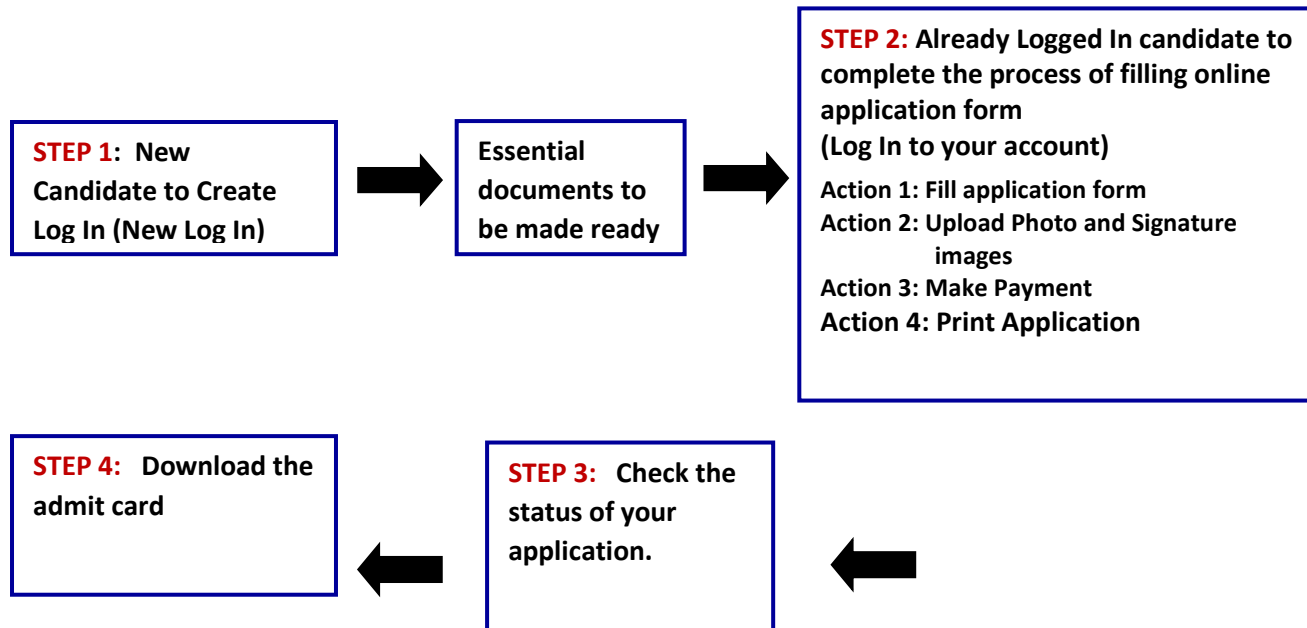 STEP 1: New
Candidate to Create
Log In (New Log In)
Essential
documents to
be made ready
STEP 2: Already Logged In candidate to
complete the process of filling online
application form
(Log In to your account)
Action 1: Fill application form
Action 2: Upload Photo and Signature
images
Action 3: Make Payment
Action 4: Print Application
STEP 3: Check the
status of your
application.
STEP 4: Download the
admit card